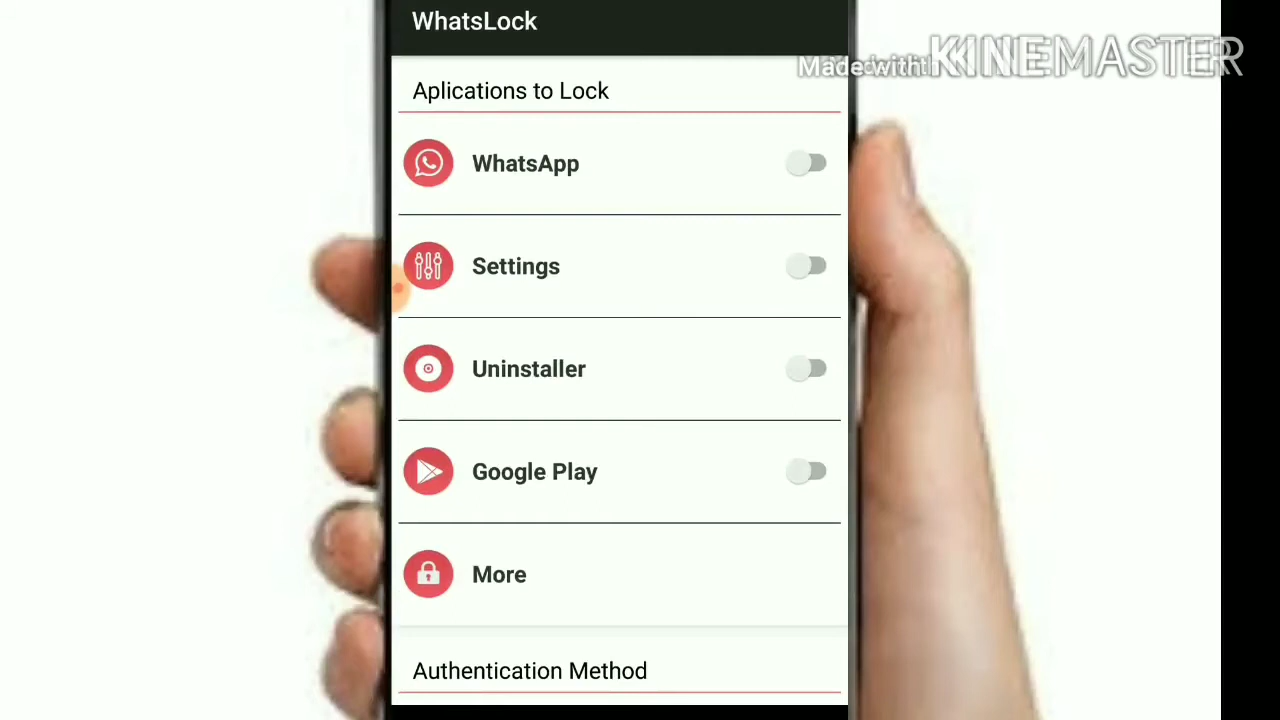 WhatsLock
Made with KINEMASTER
Aplications to Lock
WhatsApp
Settings
Uninstaller
Google Play
More
Authentication Method